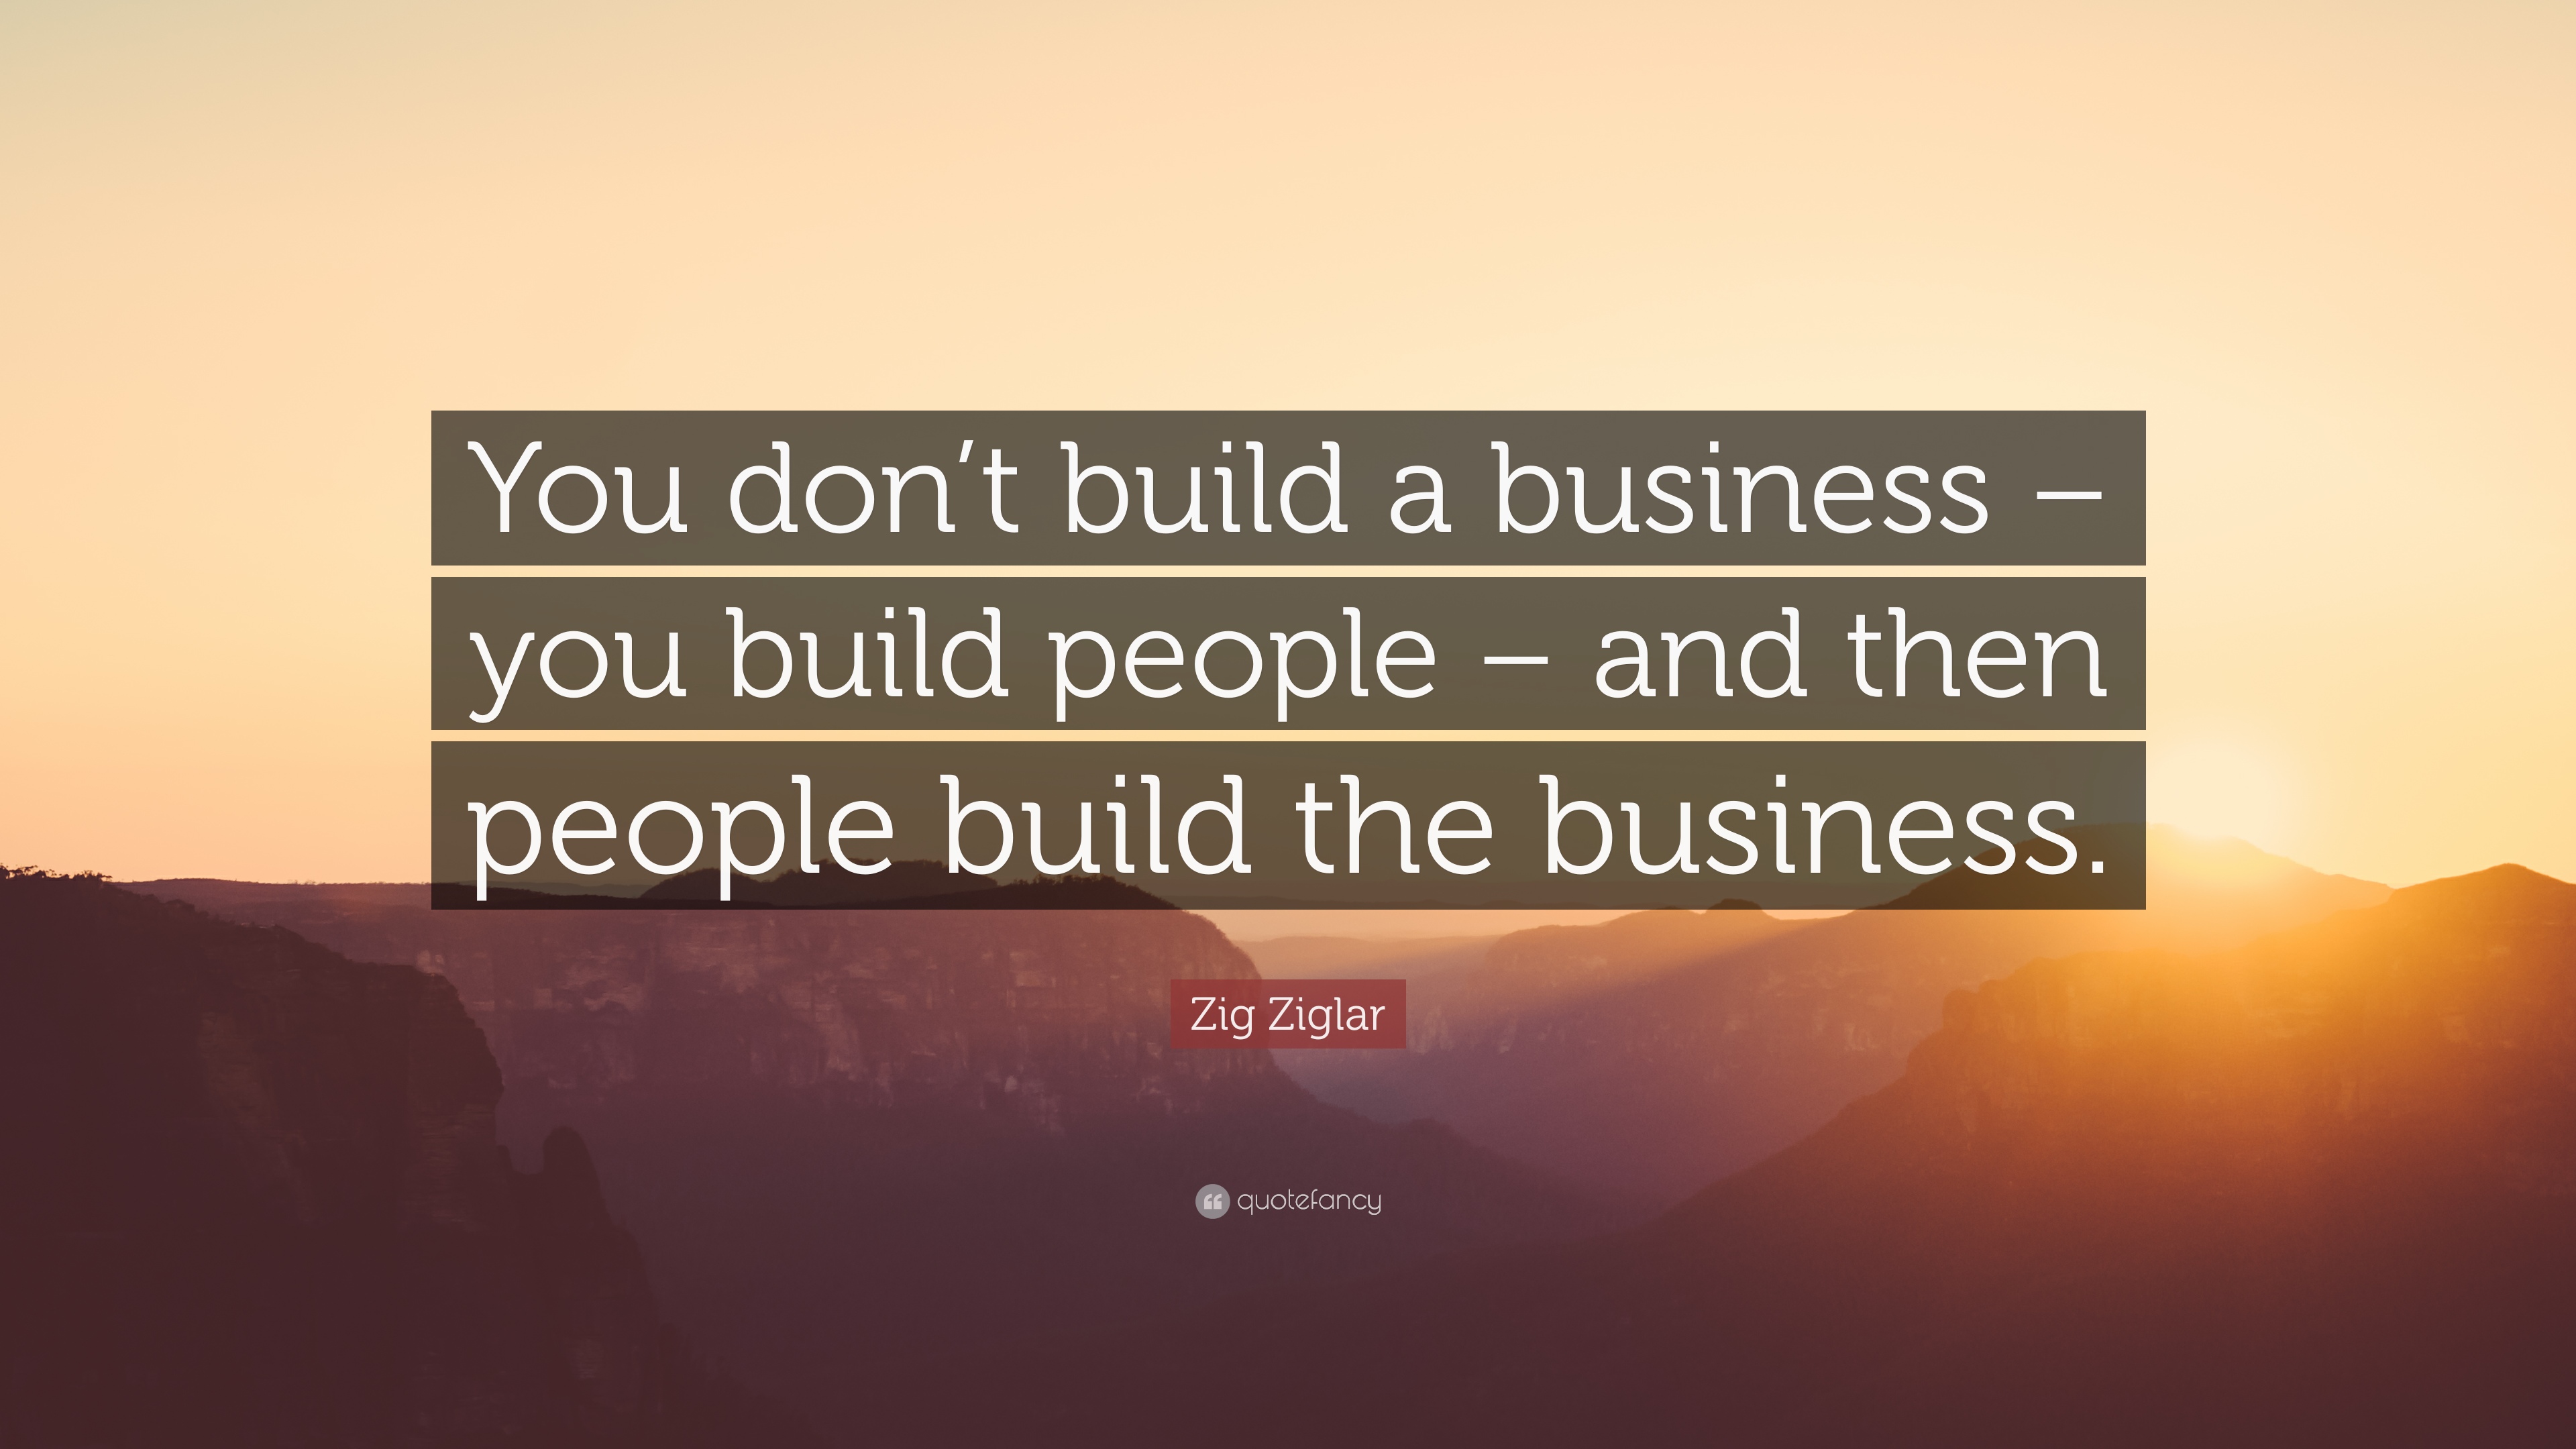 You don’t build a business –
you build people – and then
people build the business.
Zig Ziglar
quotefancy